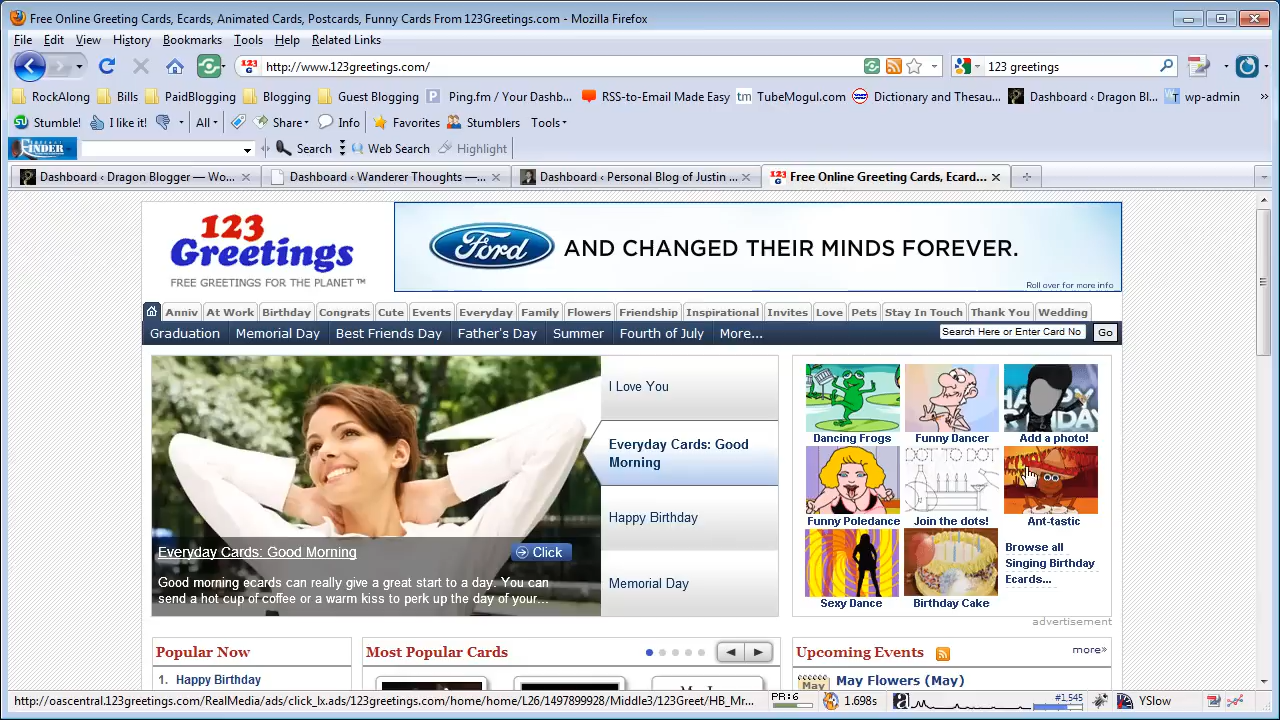 Free Online Greeting Cards, Ecards, Animated Cards, Postcards, Funny Cards From 123Greetings.com - Mozilla Firefox
File Edit View History Bookmarks Tools Help Related Links
http://www.123greetings.com/
123 greetings
RockAlong Bills PaidBlogging Blogging Guest Blogging Ping.fm / Your Dashb... RSS-to-Email Made Easy TubeMogul.com Dictionary and Thesau... Dashboard ‹ Dragon Bl... wp-admin »
Stumble! I like it! All Share Info Favorites Stumblers Tools
FINDER Search Web Search Highlight
Dashboard ‹ Dragon Blogger — Wo... Dashboard ‹ Wanderer Thoughts —... Dashboard ‹ Personal Blog of Justin ... Free Online Greeting Cards, Ecard...
123
Greetings
FREE GREETINGS FOR THE PLANET™
Ford AND CHANGED THEIR MINDS FOREVER.
Roll over for more info
Anniv At Work Birthday Congrats Cute Events Everyday Family Flowers Friendship Inspirational Invites Love Pets Stay In Touch Thank You Wedding
Graduation Memorial Day Best Friends Day Father's Day Summer Fourth of July More... Search Here or Enter Card No Go
I Love You
Everyday Cards: Good
Morning
Happy Birthday
Memorial Day
Everyday Cards: Good Morning Click
Good morning ecards can really give a great start to a day. You can
send a hot cup of coffee or a warm kiss to perk up the day of your...
Dancing Frogs Funny Dancer Add a photo!
DOT TO DOT
Funny Poledance Join the dots! Ant-tastic
Browse all
Singing Birthday
Ecards...
Sexy Dance Birthday Cake
advertisement
Popular Now
1. Happy Birthday
Most Popular Cards
Upcoming Events more»
May May Flowers (May)
http://oascentral.123greetings.com/RealMedia/ads/click_lx.ads/123greetings.com/home/home/L26/1497899928/Middle3/123Greet/HB_Mr... PR:6 1.698s #1,545 YSlow